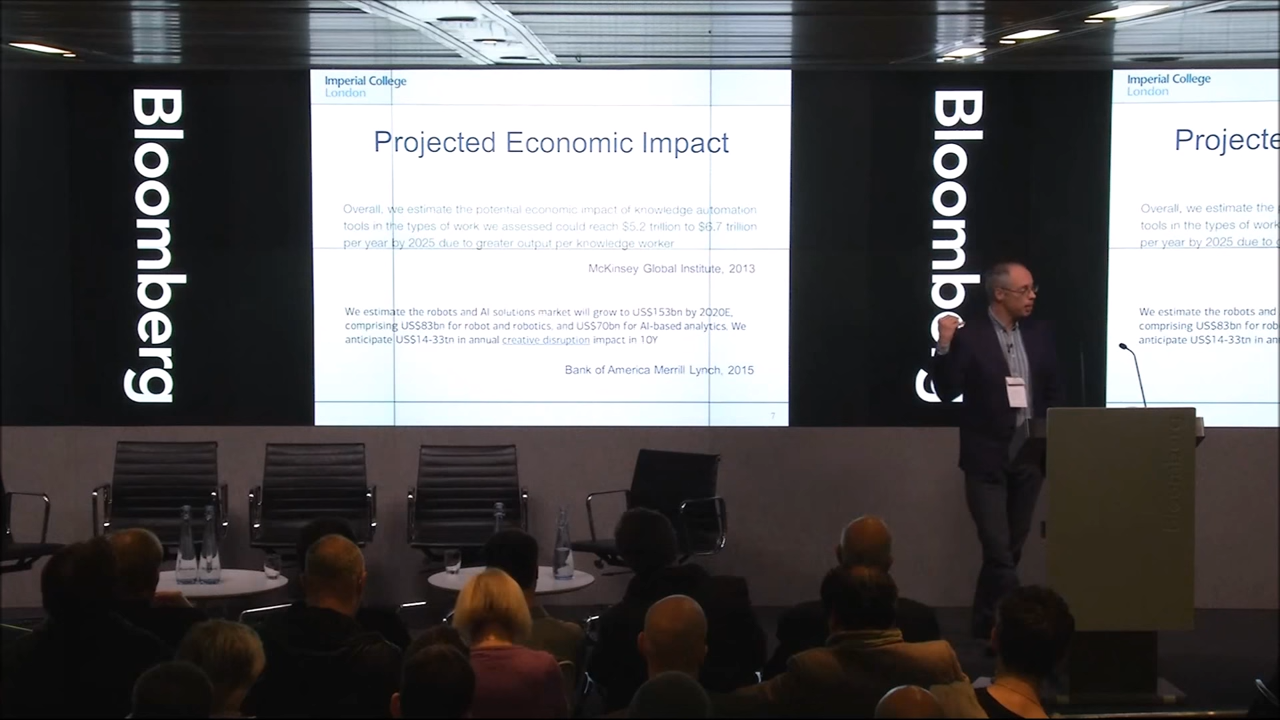 Bloomberg
Imperial College
London
Projected Economic Impact
Overall, we estimate the potential economic impact of knowledge automation
tools in the types of work we assessed could reach $5.2 trillion to $6.7 trillion
per year by 2025 due to greater output per knowledge worker
McKinsey Global Institute, 2013
We estimate the robots and AI solutions market will grow to US$153bn by 2020E,
comprising US$83bn for robot and robotics, and US$70bn for AI-based analytics. We
anticipate US$14-33tn in annual creative disruption impact in 10Y
Bank of America Merrill Lynch, 2015
7
Bloomberg
Imperial College
London
Projecte
Overall, we estimate the
tools in the types of work
per year by 2025 due to
We estimate the robots and
comprising US$83bn for rob
anticipate US$14-33tn in an
Bloomberg